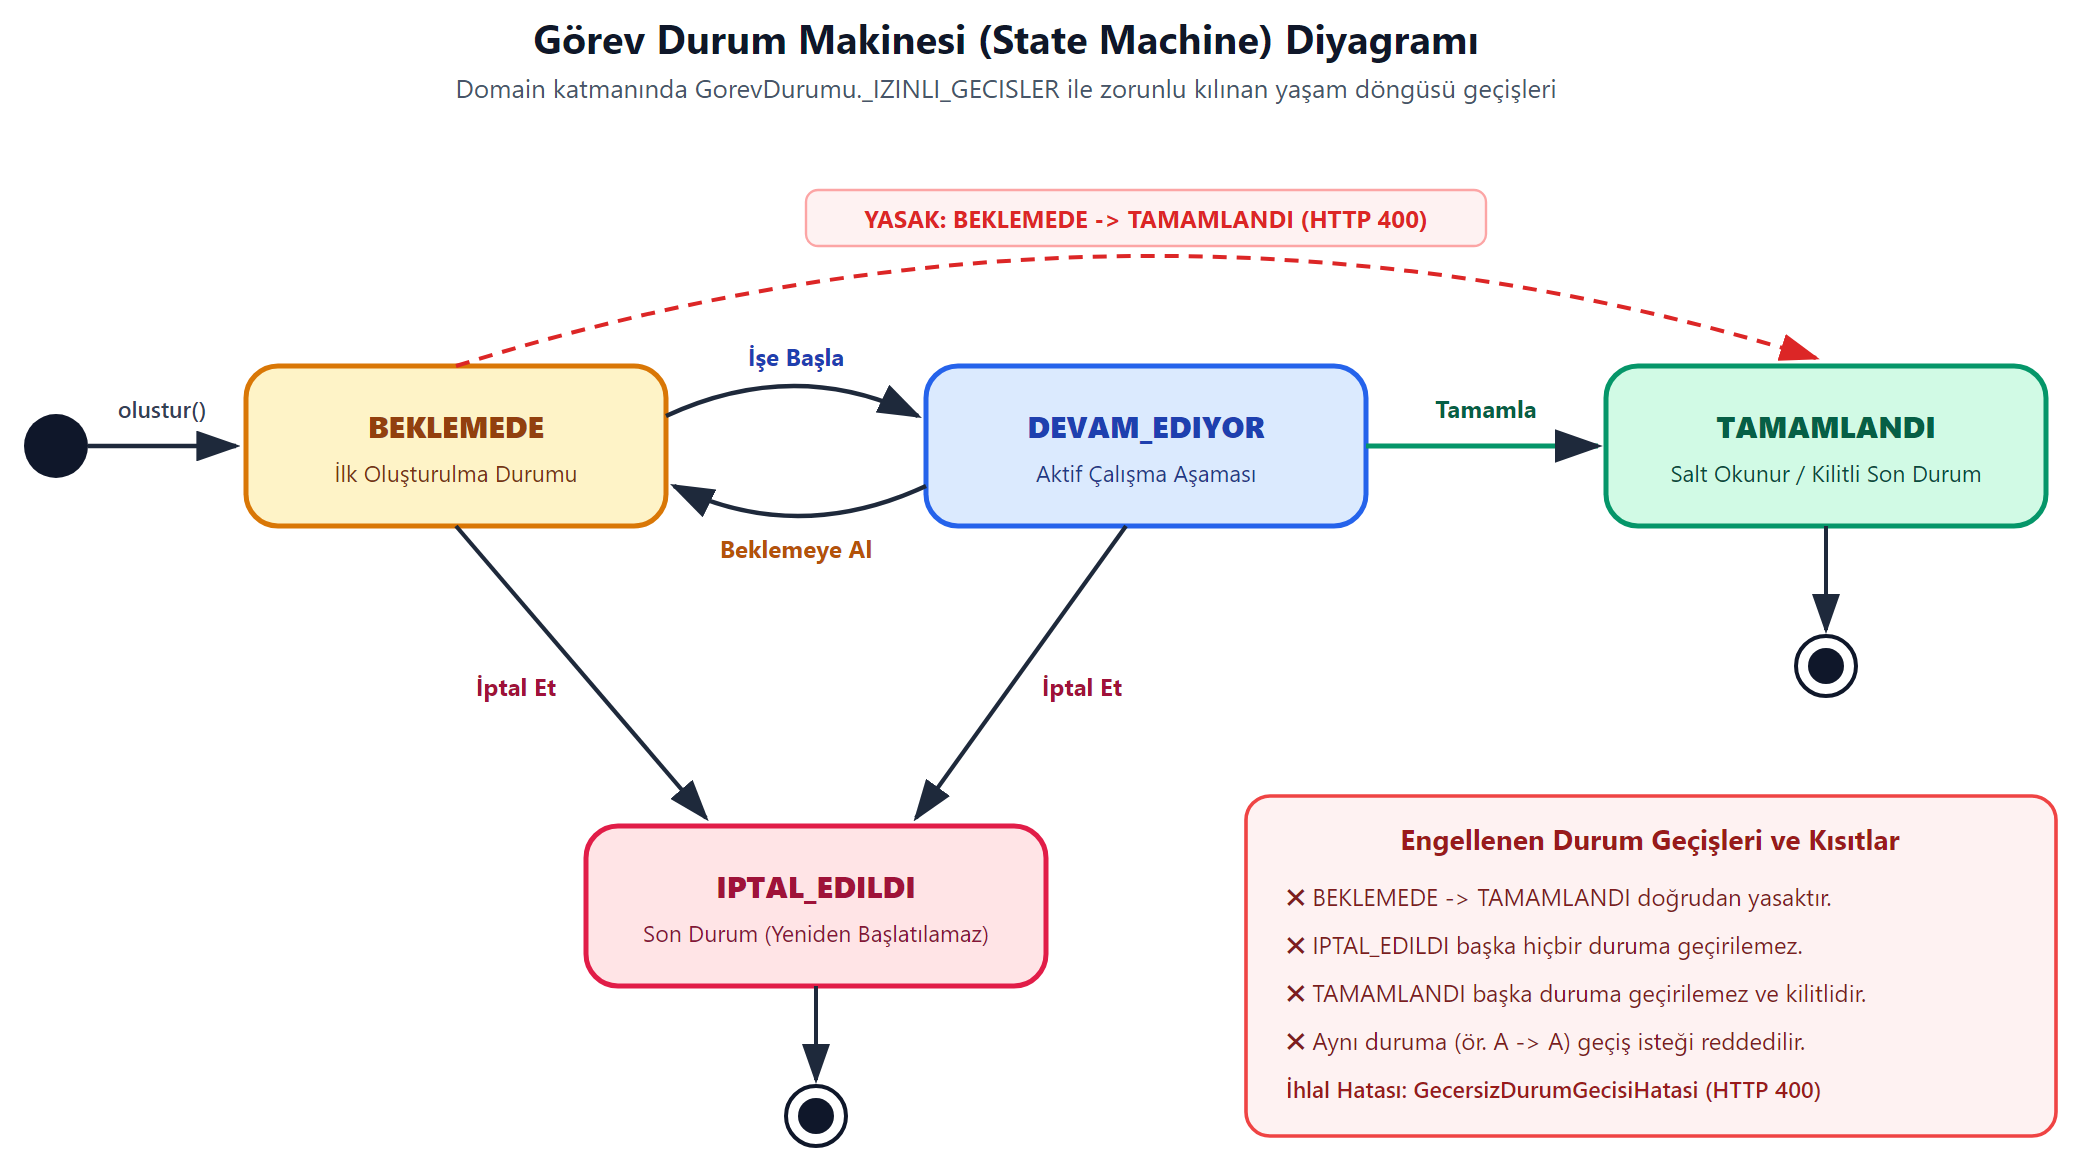 Görev Durum Makinesi (State Machine) Diyagramı
Domain katmanında GorevDurumu._IZINLI_GECISLER ile zorunlu kılınan yaşam döngüsü geçişleri
YASAK: BEKLEMEDE -> TAMAMLANDI (HTTP 400)
olustur()
BEKLEMEDE
İlk Oluşturulma Durumu
İşe Başla
Beklemeye Al
DEVAM_EDIYOR
Aktif Çalışma Aşaması
Tamamla
TAMAMLANDI
Salt Okunur / Kilitli Son Durum
İptal Et
İptal Et
IPTAL_EDILDI
Son Durum (Yeniden Başlatılamaz)
Engellenen Durum Geçişleri ve Kısıtlar
❌ BEKLEMEDE -> TAMAMLANDI doğrudan yasaktır.
❌ IPTAL_EDILDI başka hiçbir duruma geçirilemez.
❌ TAMAMLANDI başka duruma geçirilemez ve kilitlidir.
❌ Aynı duruma (ör. A -> A) geçiş isteği reddedilir.
İhlal Hatası: GecersizDurumGecisiHatasi (HTTP 400)